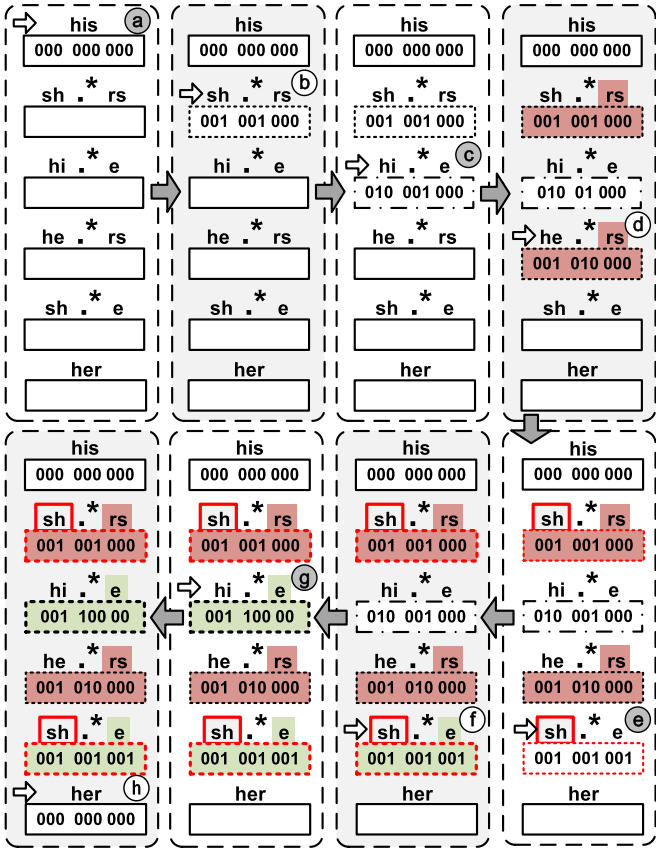 his a
000 000 000
sh .* rs
hi .* e
he .* rs
sh .* e
her
his
000 000 000
b
sh .* rs
001 001 000
hi .* e
he .* rs
sh .* e
her
his
000 000 000
sh .* rs
001 001 000
hi .* e c
010 001 000
he .* rs
sh .* e
her
his
000 000 000
sh .* rs
001 001 000
hi .* e
010 01 000
he .* rs d
001 010 000
sh .* e
her
his
000 000 000
sh .* rs
001 001 000
hi .* e
001 100 00
he .* rs
001 010 000
sh .* e
001 001 001
her h
000 000 000
his
000 000 000
sh .* rs
001 001 000
hi .* e g
001 100 00
he .* rs
001 010 000
sh .* e
001 001 001
her
his
000 000 000
sh .* rs
001 001 000
hi .* e
010 001 000
he .* rs
001 010 000
sh .* e f
001 001 001
her
his
000 000 000
sh .* rs
001 001 000
hi .* e
010 001 000
he .* rs
001 010 000
sh .* e e
001 001 001
her